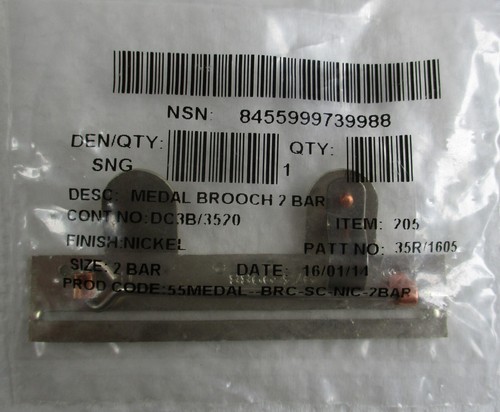 NSN: 8455999739988
DEN/QTY: QTY:
SNG 1
DESC: MEDAL BROOCH 2 BAR
CONT NO:DC3B/3520 ITEM: 205
FINISH:NICKEL PATT NO: 35R/1605
SIZE: 2 BAR DATE: 16/01/14
PROD CODE:55MEDAL--BRC-SC-NIC-2BAR